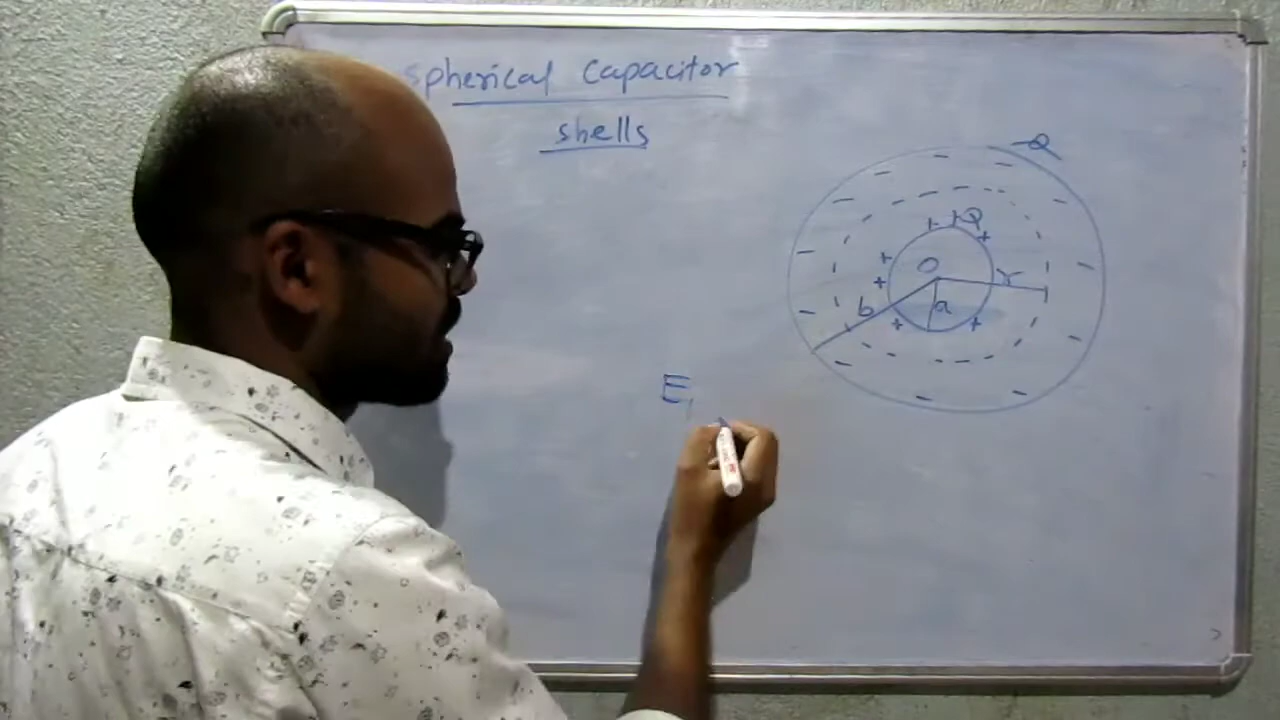 Spherical Capacitor
shells
-Q
+Q
O
r
b
a
E